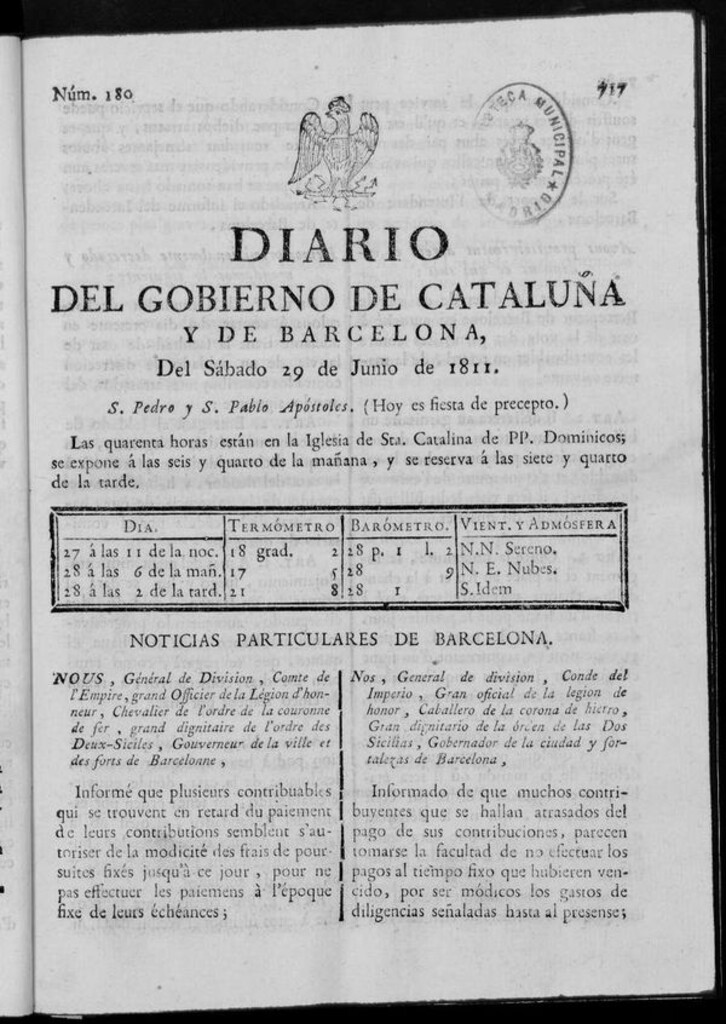 Núm. 180
717
TECA MUNICIPAL
DIARIO
DEL GOBIERNO DE CATALUÑA
Y DE BARCELONA,
Del Sábado 29 de Junio de 1811.
S. Pedro y S. Pablo Apóstoles. (Hoy es fiesta de precepto.)
Las quarenta horas están en la Iglesia de Sta. Catalina de PP. Dominicos;
se expone á las seis y quarto de la mañana, y se reserva á las siete y quarto
de la tarde.
DIA. TERMÓMETRO BARÓMETRO. VIENT. Y ADMÓSFERA
27 á las 11 de la noc. 18 grad. 2 28 p. 1 l. 2 N.N. Sereno.
28 á las 6 de la mañ. 17 5 28 9 N. E. Nubes.
28 á las 2 de la tard. 21 8 28 1 S. Idem
NOTICIAS PARTICULARES DE BARCELONA.
NOUS, Général de Division, Comte de
l'Empire, grand Officier de la Légion d'hon-
neur, Chevalier de l'ordre de la couronne
de fer, grand dignitaire de l'ordre des
Deux-Siciles, Gouverneur de la ville et
des forts de Barcelonne,
Informé que plusieurs contribuables
qui se trouvent en retard du paiement
de leurs contributions semblent s'au-
toriser de la modicité des frais de pour-
suites fixés jusqu'à ce jour, pour ne
pas effectuer les paiemens à l'époque
fixe de leurs échéances;
Nos, General de division, Conde del
Imperio, Gran oficial de la legion de
honor, Caballero de la corona de hierro,
Gran dignitario de la órden de las Dos
Sicilias, Gobernador de la ciudad y for-
talezas de Barcelona,
Informado de que muchos contri-
buyentes que se hallan atrasados del
pago de sus contribuciones, parecen
tomarse la facultad de no efectuar los
pagos al tiempo fixo que hubieren ven-
cido, por ser módicos los gastos de
diligencias señaladas hasta al presense;